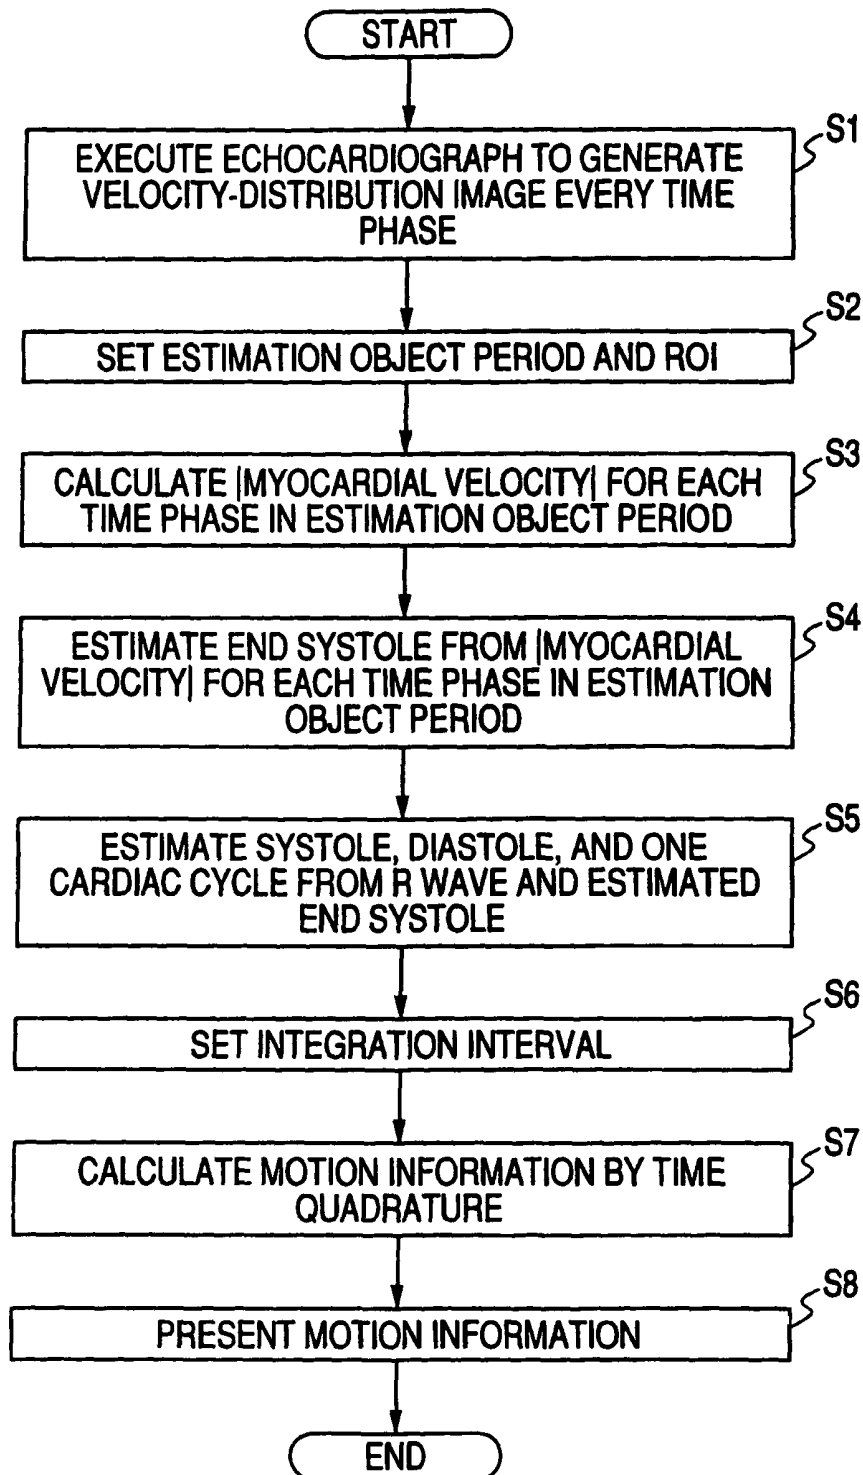 START
S1
EXECUTE ECHOCARDIOGRAPH TO GENERATE
VELOCITY-DISTRIBUTION IMAGE EVERY TIME
PHASE
S2
SET ESTIMATION OBJECT PERIOD AND ROI
S3
CALCULATE |MYOCARDIAL VELOCITY| FOR EACH
TIME PHASE IN ESTIMATION OBJECT PERIOD
S4
ESTIMATE END SYSTOLE FROM |MYOCARDIAL
VELOCITY| FOR EACH TIME PHASE IN ESTIMATION
OBJECT PERIOD
S5
ESTIMATE SYSTOLE, DIASTOLE, AND ONE
CARDIAC CYCLE FROM R WAVE AND ESTIMATED
END SYSTOLE
S6
SET INTEGRATION INTERVAL
S7
CALCULATE MOTION INFORMATION BY TIME
QUADRATURE
S8
PRESENT MOTION INFORMATION
END